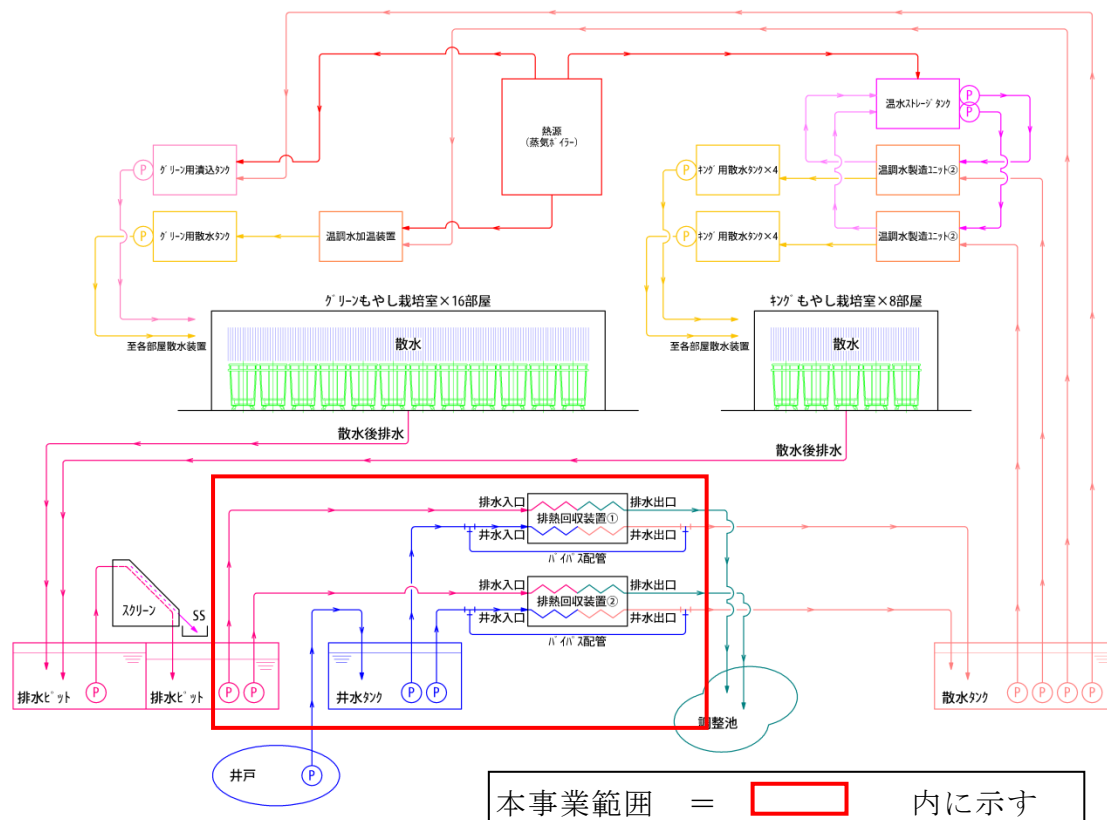 温水ストレージタンク
P
P
熱源
(蒸気ボイラー)
P
グリーン用漬込タンク
P
キング用散水タンク×4
温調水製造ユニット②
P
グリーン用散水タンク
温調水加温装置
P
キング用散水タンク×4
温調水製造ユニット②
グリーンもやし栽培室×16部屋
キングもやし栽培室×8部屋
至各部屋散水装置
散水
至各部屋散水装置
散水
散水後排水
散水後排水
排水入口
排水出口
排熱回収装置①
井水入口
井水出口
バイパス配管
排水入口
排水出口
スクリーン
SS
排熱回収装置②
井水入口
井水出口
バイパス配管
排水ピット
P
排水ピット
P
P
井水タンク
P
P
散水タンク
P
P
P
P
調整池
井戸
P
本事業範囲 = 内に示す